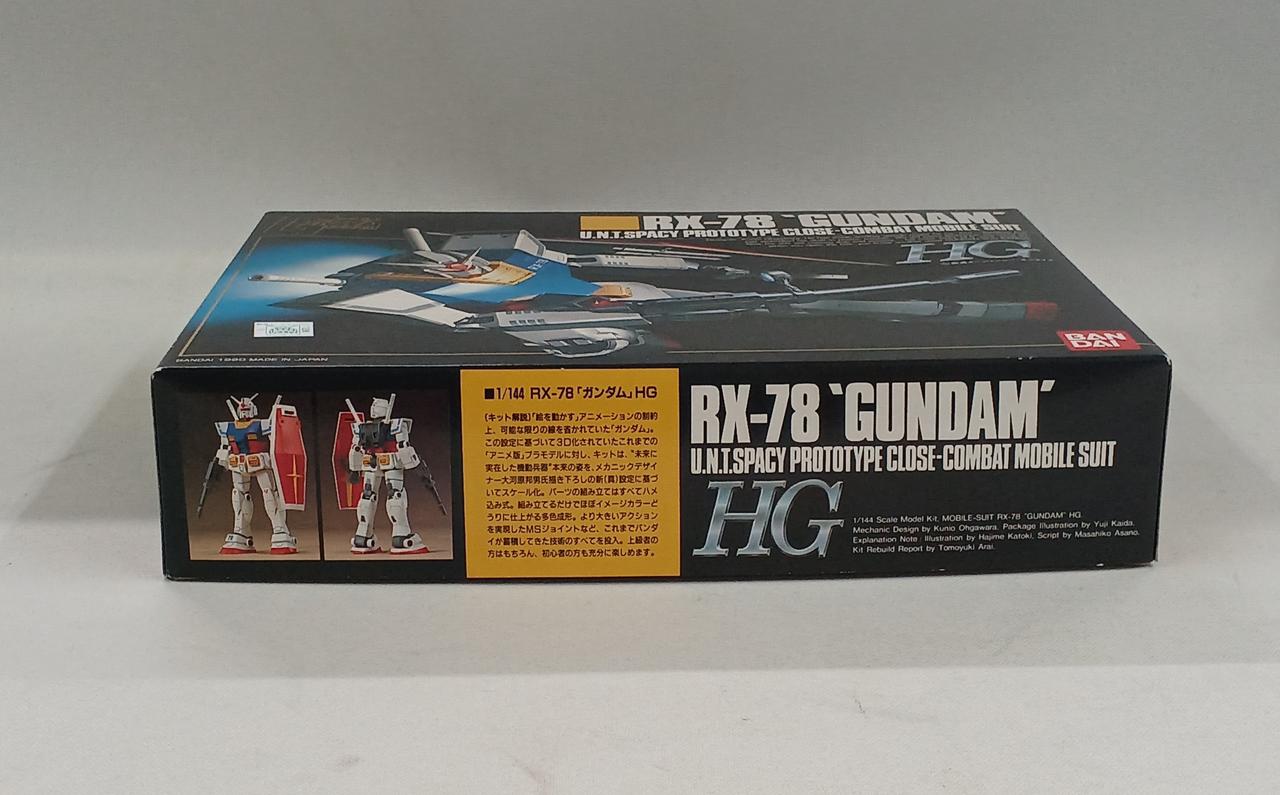 RX-78 "GUNDAM"
U.N.T.SPACY PROTOTYPE CLOSE-COMBAT MOBILE SUIT
HG
BAN
DAI
BANDAI 1990 MADE IN JAPAN
■1/144 RX-78「ガンダム」HG
〔キット解説〕「絵を動かす」アニメーションの制約
上、可能な限りの線を省かれていた「ガンダム」。
この設定に基づいて3D化されていたこれまでの
「アニメ版」プラモデルに対し、キットは、“未来に
実在した機動兵器”本来の姿を、メカニックデザイ
ナー大河原邦男氏描き下ろしの新(真)設定に基づ
いてスケール化。パーツの組み立てはすべてハメ
込み式。組み立てるだけでほぼイメージカラーど
うりに仕上がる多色成形。より大きいアクション
を実現したMSジョイントなど、これまでバンダ
イが蓄積してきた技術のすべてを投入。上級者の
方はもちろん、初心者の方も充分に楽しめます。
RX-78 "GUNDAM"
U.N.T.SPACY PROTOTYPE CLOSE-COMBAT MOBILE SUIT
HG
1/144 Scale Model Kit, MOBILE-SUIT RX-78 "GUNDAM" HG.
Mechanic Design by Kunio Ohgawara, Package Illustration by Yuji Kaida,
Explanation Note / Illustration by Hajime Katoki, Script by Masahiko Asano,
Kit Rebuild Report by Tomoyuki Arai.